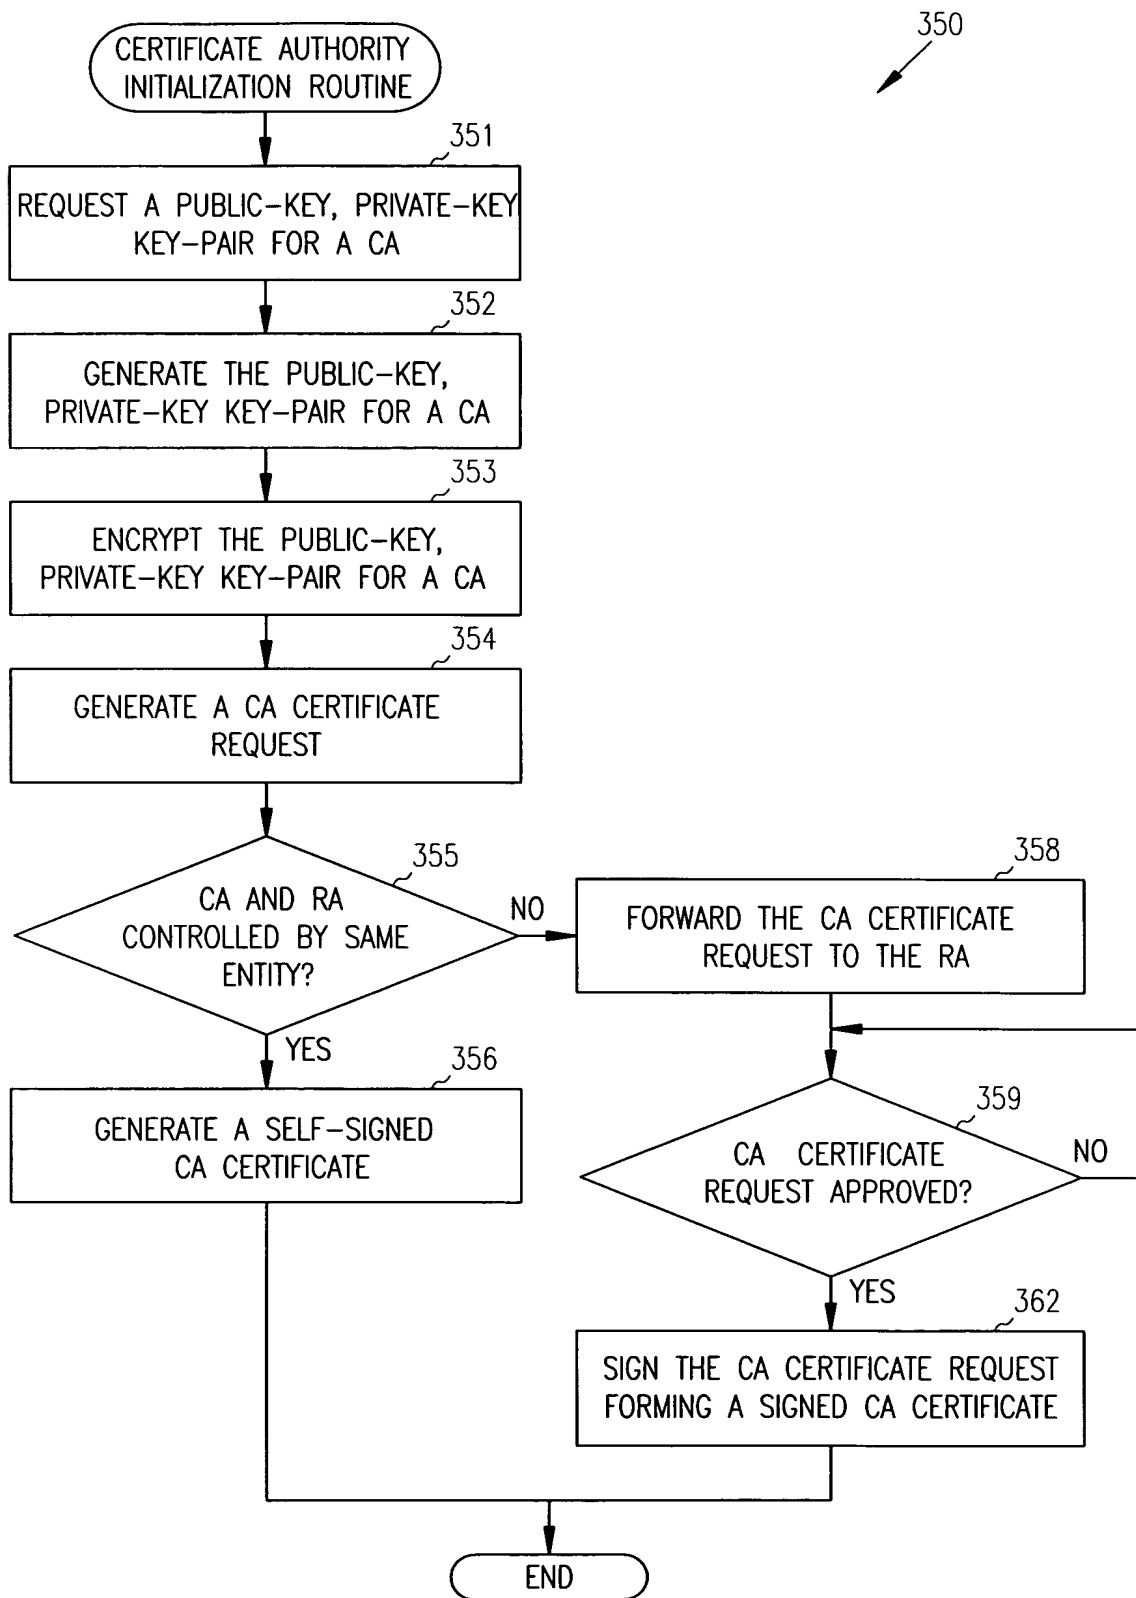 350
CERTIFICATE AUTHORITY
INITIALIZATION ROUTINE
351
REQUEST A PUBLIC-KEY, PRIVATE-KEY
KEY-PAIR FOR A CA
352
GENERATE THE PUBLIC-KEY,
PRIVATE-KEY KEY-PAIR FOR A CA
353
ENCRYPT THE PUBLIC-KEY,
PRIVATE-KEY KEY-PAIR FOR A CA
354
GENERATE A CA CERTIFICATE
REQUEST
355
CA AND RA
CONTROLLED BY SAME
ENTITY?
NO
YES
356
GENERATE A SELF-SIGNED
CA CERTIFICATE
358
FORWARD THE CA CERTIFICATE
REQUEST TO THE RA
359
CA CERTIFICATE
REQUEST APPROVED?
NO
YES
362
SIGN THE CA CERTIFICATE REQUEST
FORMING A SIGNED CA CERTIFICATE
END